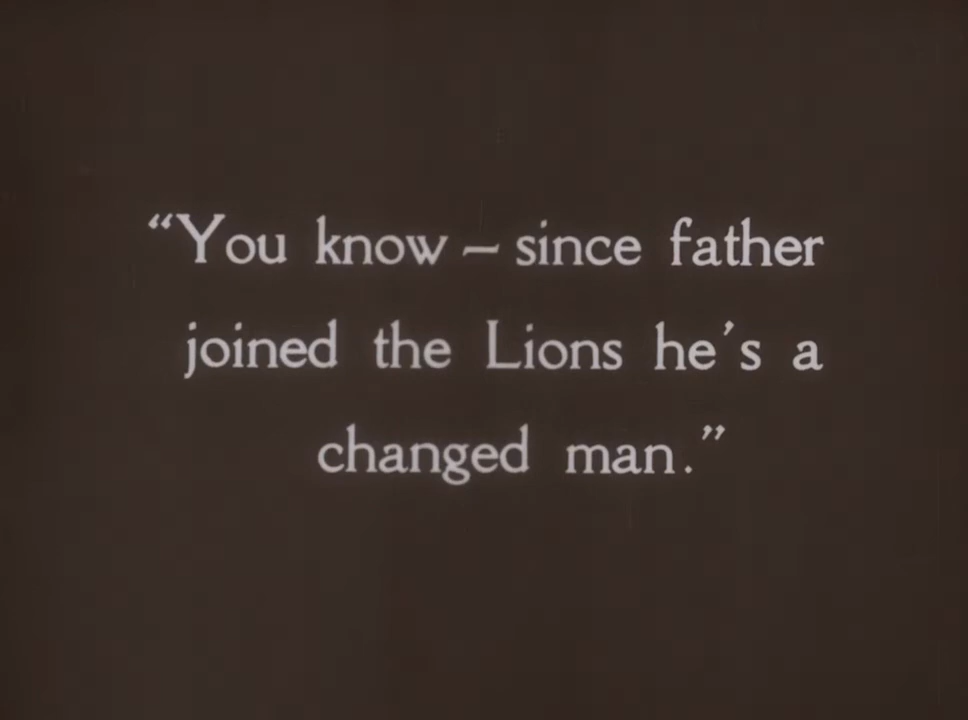 “You know – since father
joined the Lions he's a
changed man.”